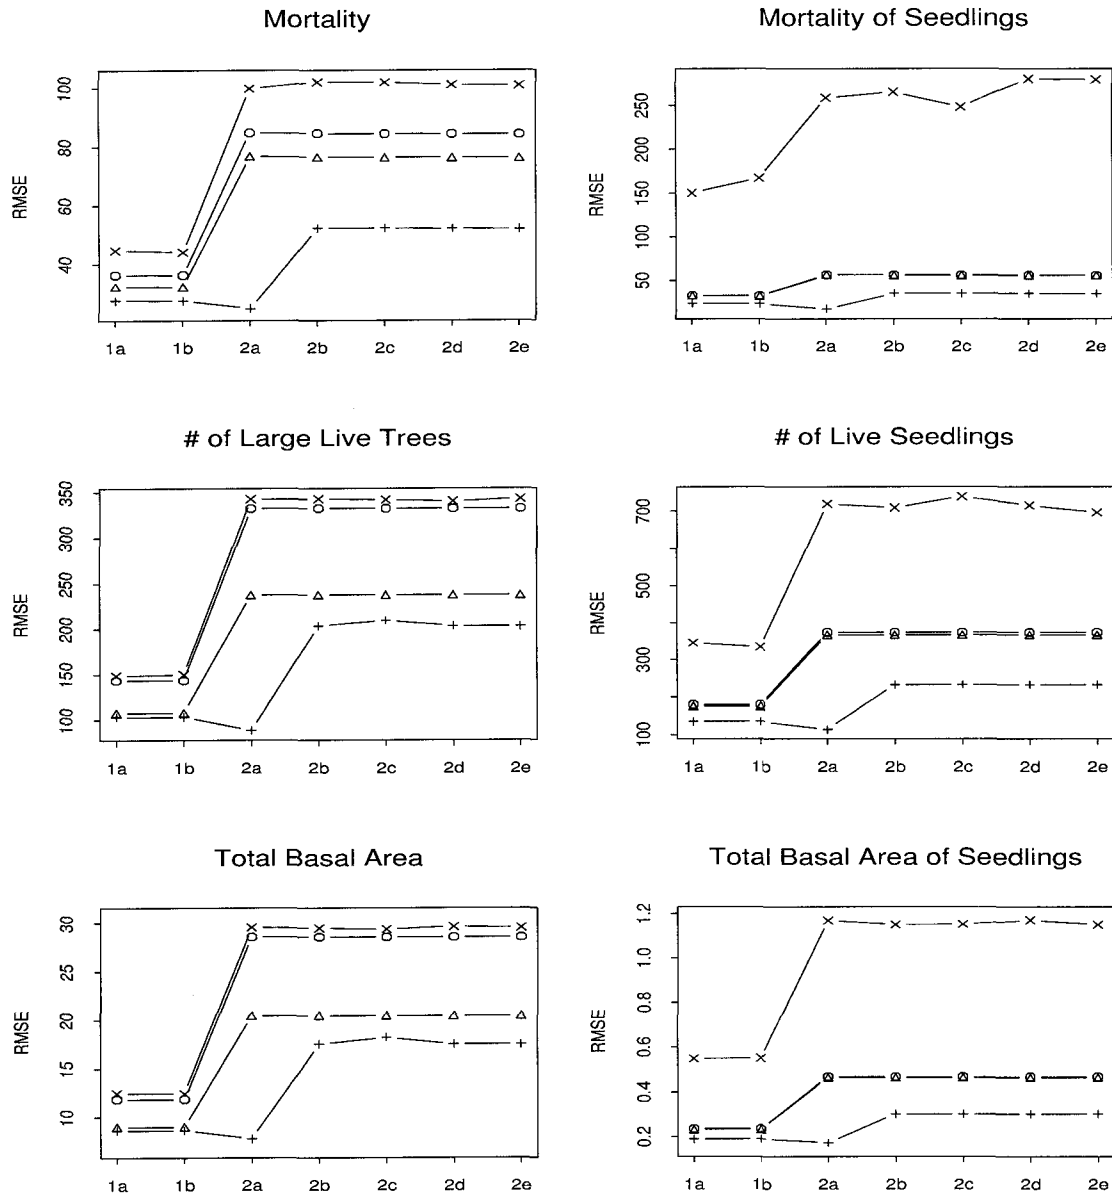 Mortality
RMSE
100
80
60
40
1a 1b 2a 2b 2c 2d 2e
Mortality of Seedlings
RMSE
250
200
150
100
50
1a 1b 2a 2b 2c 2d 2e
# of Large Live Trees
RMSE
350
300
250
200
150
100
1a 1b 2a 2b 2c 2d 2e
# of Live Seedlings
RMSE
700
500
300
100
1a 1b 2a 2b 2c 2d 2e
Total Basal Area
RMSE
30
25
20
15
10
1a 1b 2a 2b 2c 2d 2e
Total Basal Area of Seedlings
RMSE
1.2
1.0
0.8
0.6
0.4
0.2
1a 1b 2a 2b 2c 2d 2e